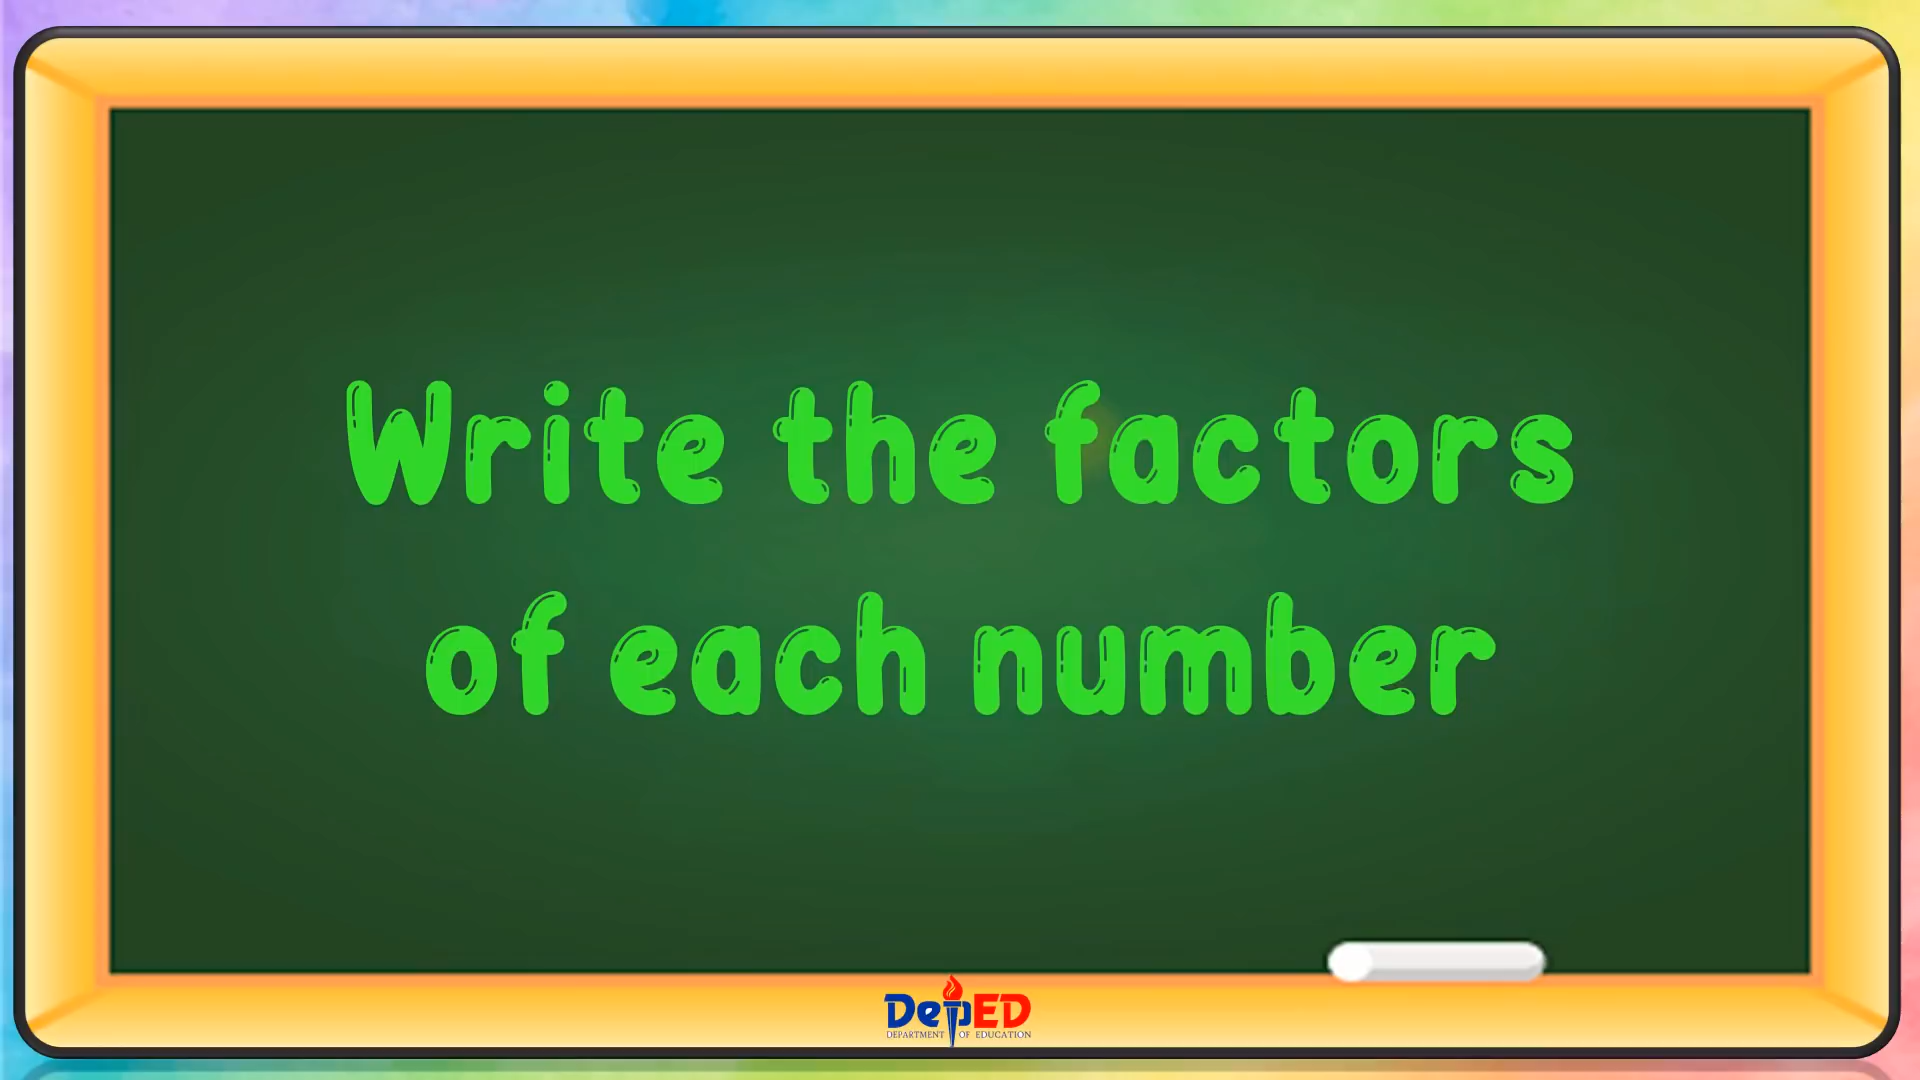 Write the factors
of each number
DepED
DEPARTMENT OF EDUCATION